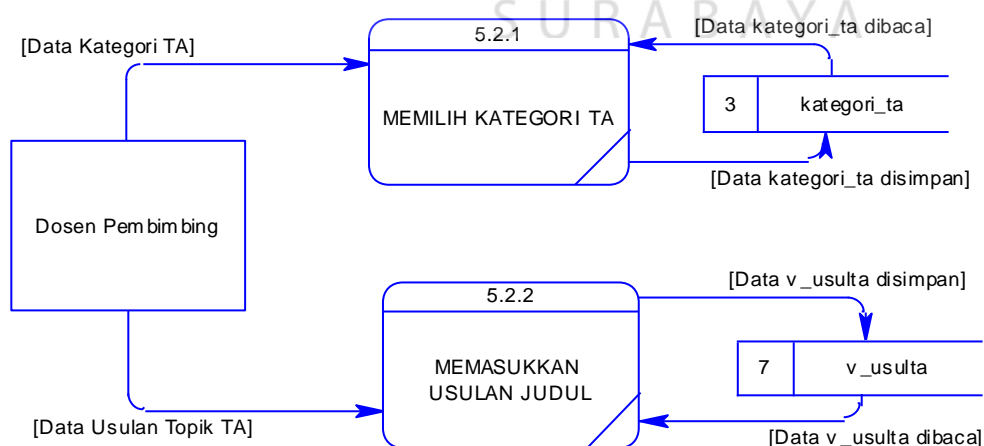 SURABAYA
[Data Kategori TA]
5.2.1
[Data kategori_ta dibaca]
MEMILIH KATEGORI TA
3
kategori_ta
[Data kategori_ta disimpan]
Dosen Pembimbing
5.2.2
[Data v_usulta disimpan]
MEMASUKKAN
USULAN JUDUL
7
v_usulta
[Data Usulan Topik TA]
[Data v_usulta dibaca]